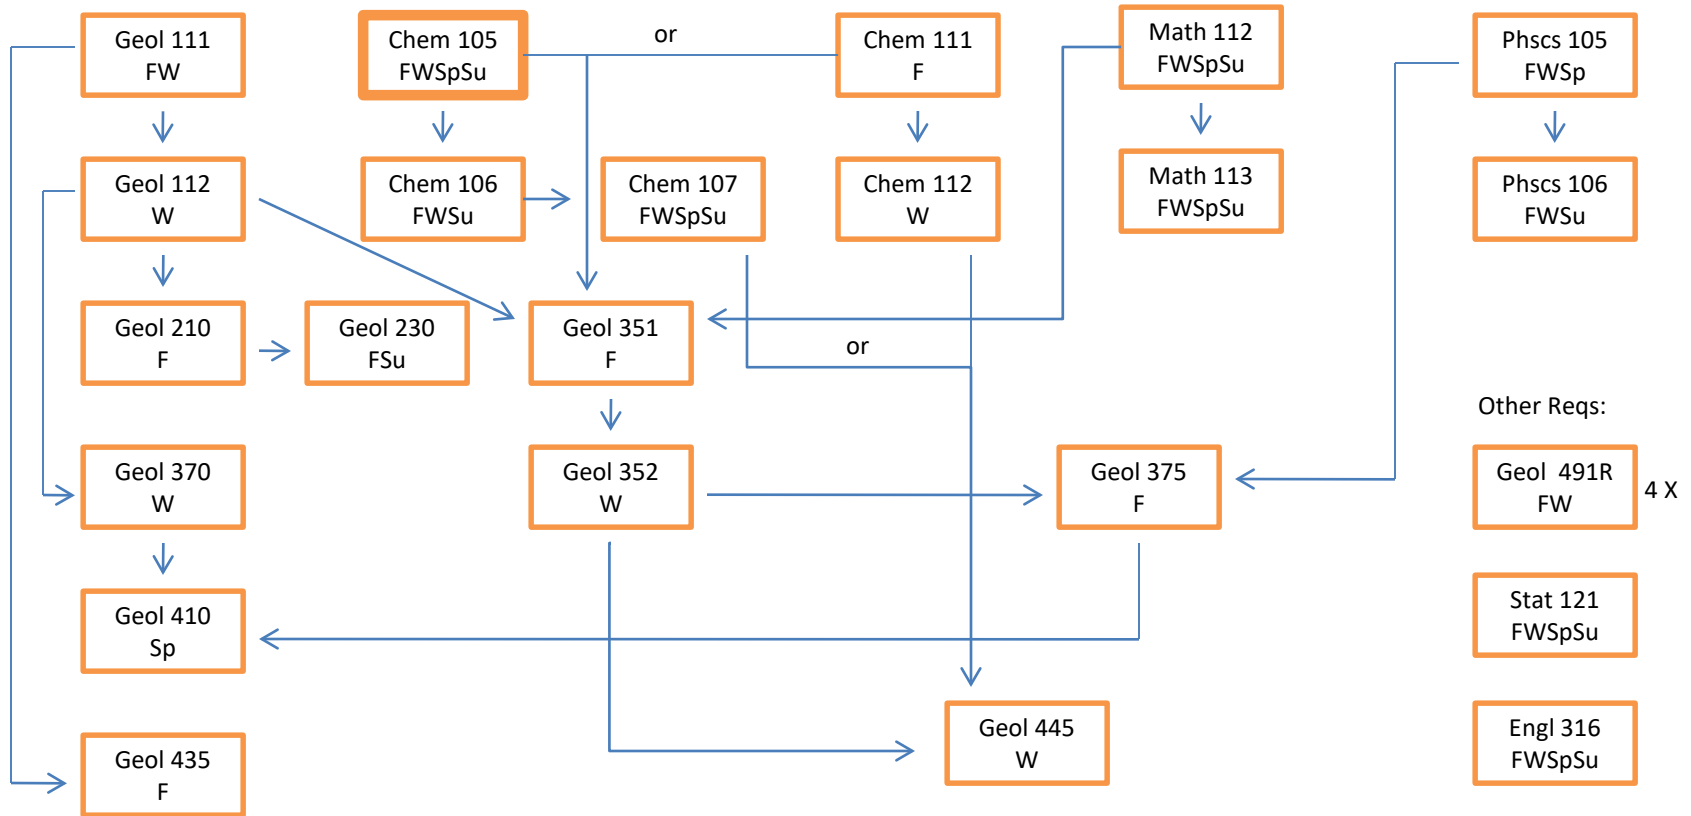 Geol 111
FW
Chem 105
FWSpSu
or
Chem 111
F
Math 112
FWSpSu
Phscs 105
FWSp
Geol 112
W
Chem 106
FWSu
Chem 107
FWSpSu
Chem 112
W
Math 113
FWSpSu
Phscs 106
FWSu
Geol 210
F
Geol 230
FSu
Geol 351
F
or
Other Reqs:
Geol 370
W
Geol 352
W
Geol 375
F
Geol 491R
FW
4 X
Geol 410
Sp
Stat 121
FWSpSu
Geol 435
F
Geol 445
W
Engl 316
FWSpSu